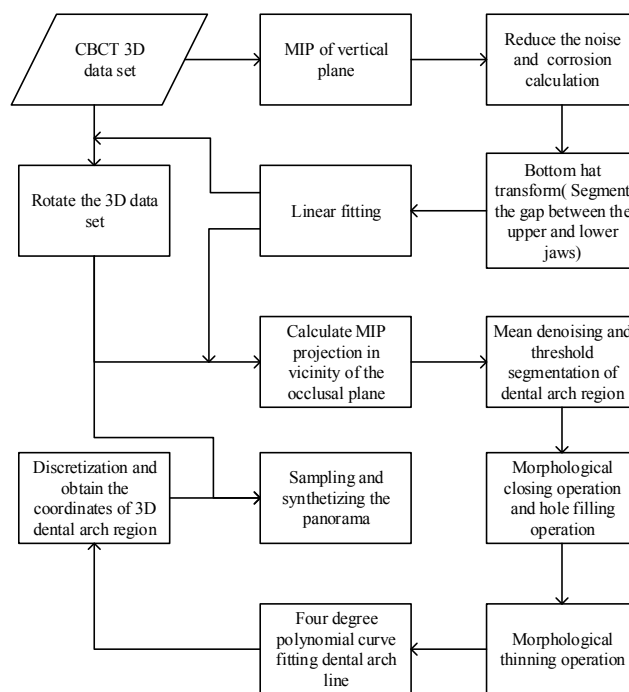 CBCT 3D
data set
MIP of vertical
plane
Reduce the noise
and corrosion
calculation
Rotate the 3D data
set
Linear fitting
Bottom hat
transform( Segment
the gap between the
upper and lower
jaws)
Calculate MIP
projection in
vicinity of the
occlusal plane
Mean denoising and
threshold
segmentation of
dental arch region
Discretization and
obtain the
coordinates of 3D
dental arch region
Sampling and
synthetizing the
panorama
Morphological
closing operation
and hole filling
operation
Four degree
polynomial curve
fitting dental arch
line
Morphological
thinning operation